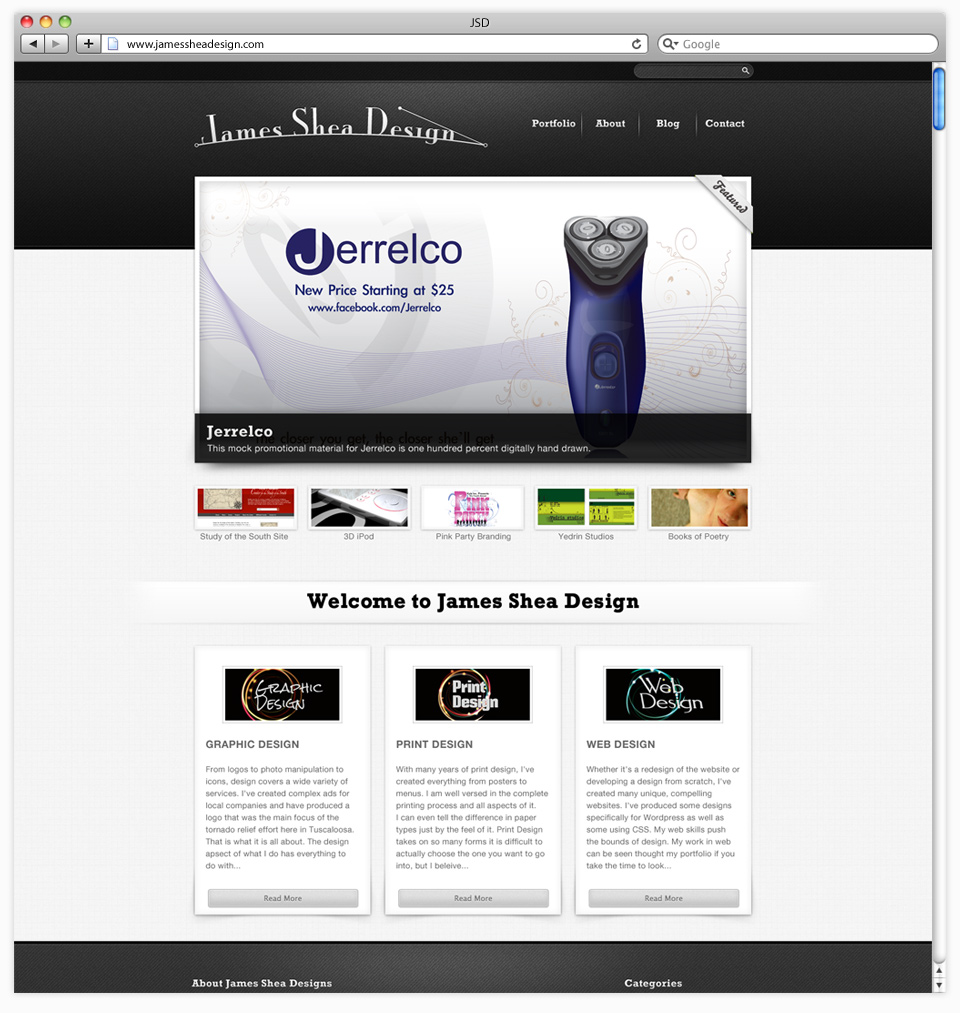 JSD
www.jamessheadesign.com
Google
James Shea Design
Portfolio
About
Blog
Contact
Featured
Jerrelco
New Price Starting at $25
www.facebook.com/Jerrelco
the closer you get, the closer she'll get
Jerrelco
This mock promotional material for Jerrelco is one hundred percent digitally hand drawn.
Study of the South Site
3D iPod
Pink Party Branding
Yedrin Studios
Books of Poetry
Welcome to James Shea Design
Graphic
Design
GRAPHIC DESIGN
From logos to photo manipulation to
icons, design covers a wide variety of
services. I've created complex ads for
local companies and have produced a
logo that was the main focus of the
tornado relief effort here in Tuscaloosa.
That is what it is all about. The design
apsect of what I do has everything to
do with...
Read More
Print
Design
PRINT DESIGN
With many years of print design, I've
created everything from posters to
menus. I am well versed in the complete
printing process and all aspects of it.
I can even tell the difference in paper
types just by the feel of it. Print Design
takes on so many forms it is difficult to
actually choose the one you want to go
into, but I beleive...
Read More
Web
Design
WEB DESIGN
Whether it's a redesign of the website or
developing a design from scratch, I've
created many unique, compelling
websites. I've produced some designs
specifically for Wordpress as well as
some using CSS. My web skills push
the bounds of design. My work in web
can be seen thought my portfolio if you
take the time to look...
Read More
About James Shea Designs
Categories